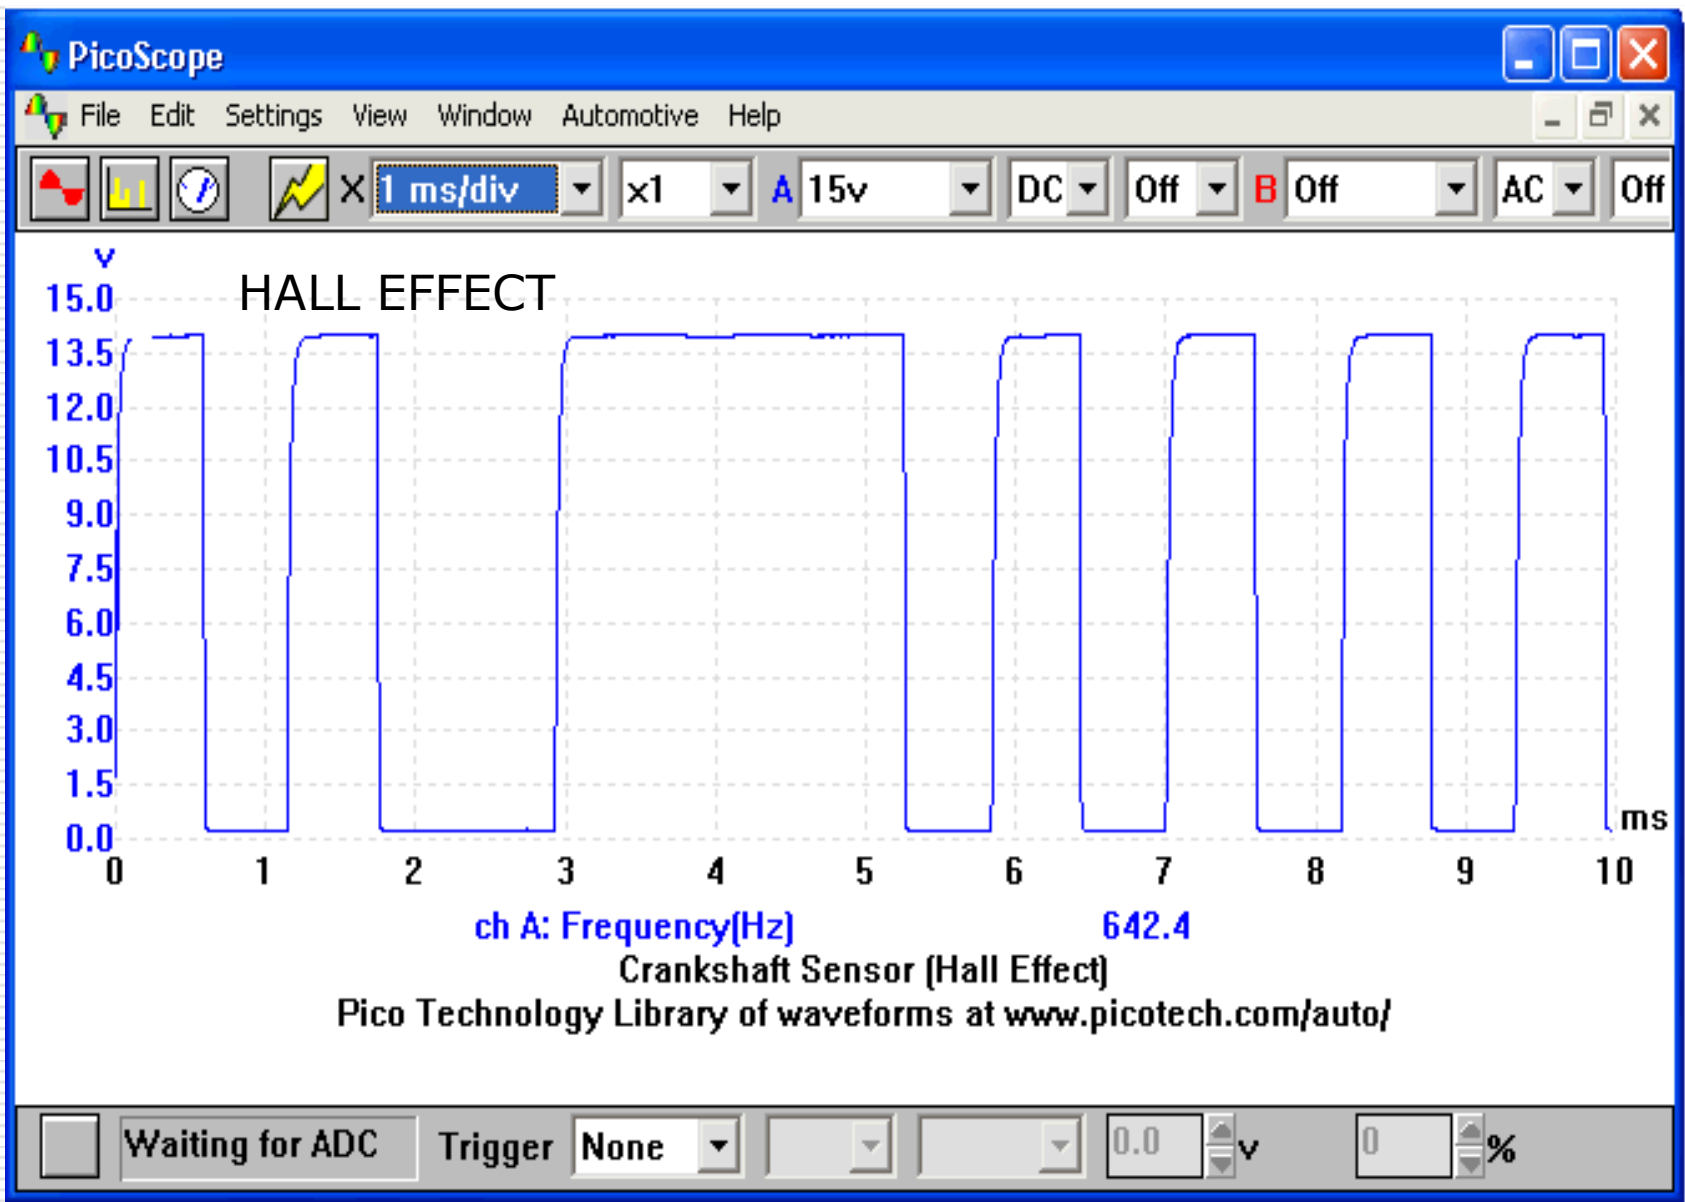 PicoScope
File Edit Settings View Window Automotive Help
X 1 ms/div x1 A 15v DC Off B Off AC Off
v
HALL EFFECT
15.0
13.5
12.0
10.5
9.0
7.5
6.0
4.5
3.0
1.5
0.0
ms
0 1 2 3 4 5 6 7 8 9 10
ch A: Frequency(Hz) 642.4
Crankshaft Sensor (Hall Effect)
Pico Technology Library of waveforms at www.picotech.com/auto/
Waiting for ADC Trigger None 0.0 v 0 %